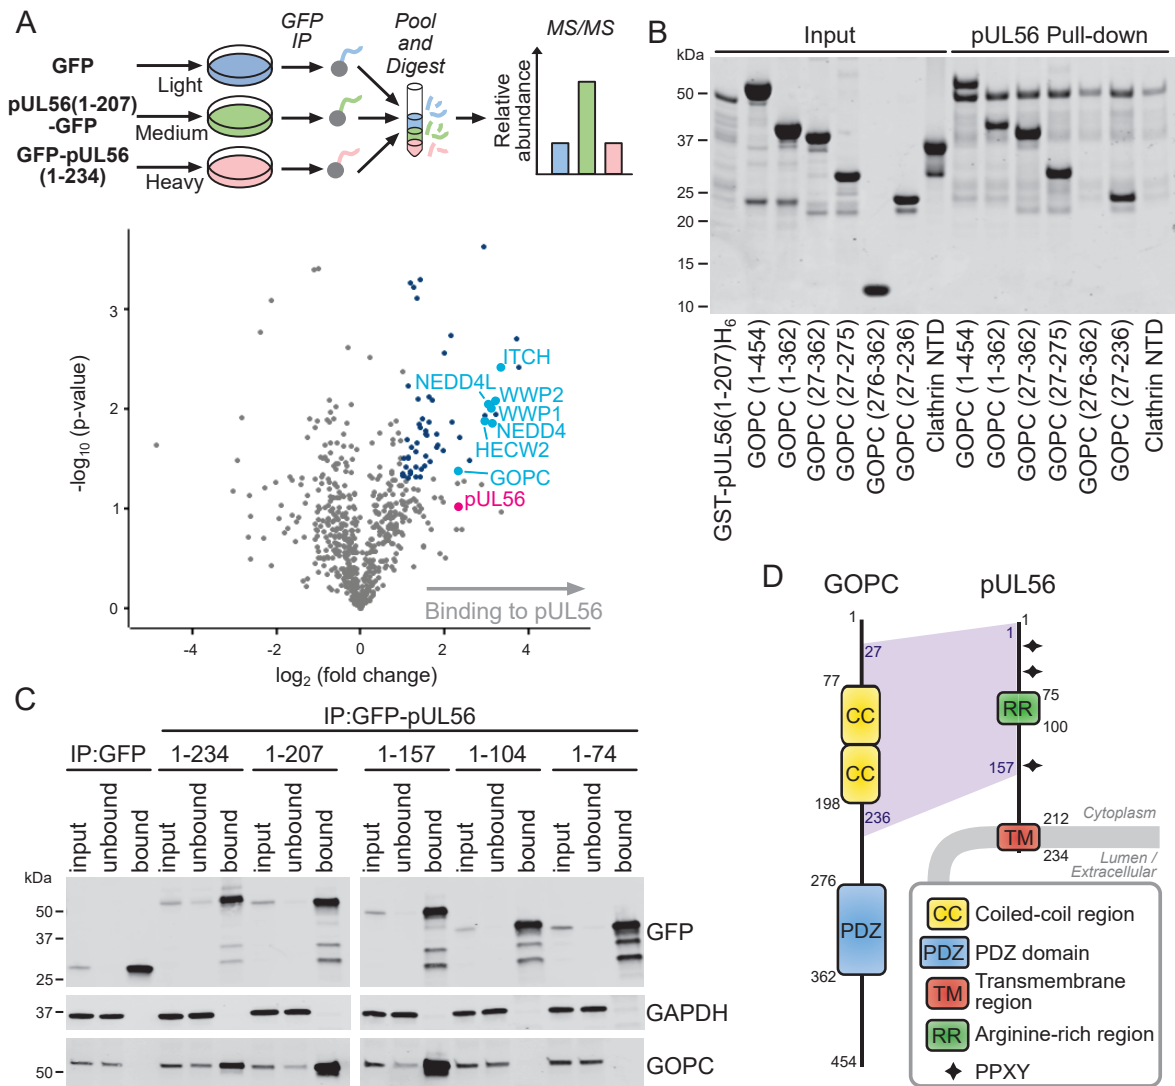 A
GFP
pUL56(1-207)
-GFP
GFP-pUL56
(1-234)
Light
Medium
Heavy
GFP
IP
Pool
and
Digest
MS/MS
Relative
abundance
-log10 (p-value)
3
2
1
0
-4
-2
0
2
4
log2 (fold change)
ITCH
NEDD4L
WWP2
WWP1
NEDD4
HECW2
GOPC
pUL56
Binding to pUL56
B
Input
pUL56 Pull-down
kDa
50
37
25
20
15
10
GST-pUL56(1-207)H6
GOPC (1-454)
GOPC (1-362)
GOPC (27-362)
GOPC (27-275)
GOPC (276-362)
GOPC (27-236)
Clathrin NTD
GOPC (1-454)
GOPC (1-362)
GOPC (27-362)
GOPC (27-275)
GOPC (276-362)
GOPC (27-236)
Clathrin NTD
C
IP:GFP-pUL56
IP:GFP
1-234
1-207
1-157
1-104
1-74
input
unbound
bound
input
unbound
bound
input
unbound
bound
input
unbound
bound
input
unbound
bound
input
unbound
bound
kDa
50
37
25
GFP
37
GAPDH
50
GOPC
D
GOPC
pUL56
1
27
77
CC
CC
198
236
276
PDZ
362
454
1
1
75
RR
100
157
212
TM
234
Cytoplasm
Lumen /
Extracellular
CC
Coiled-coil region
PDZ
PDZ domain
TM
Transmembrane
region
RR
Arginine-rich region
PPXY